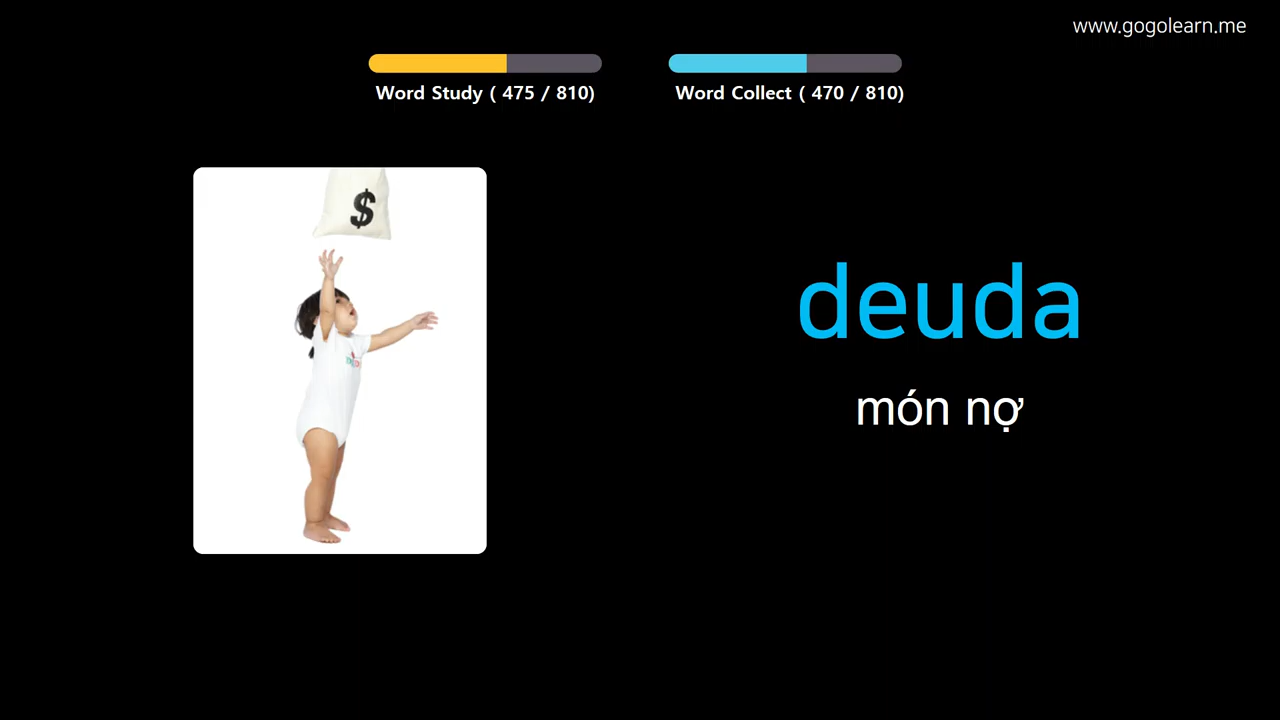 www.gogolearn.me
Word Study ( 475 / 810)
Word Collect ( 470 / 810)
$
deuda
món nợ